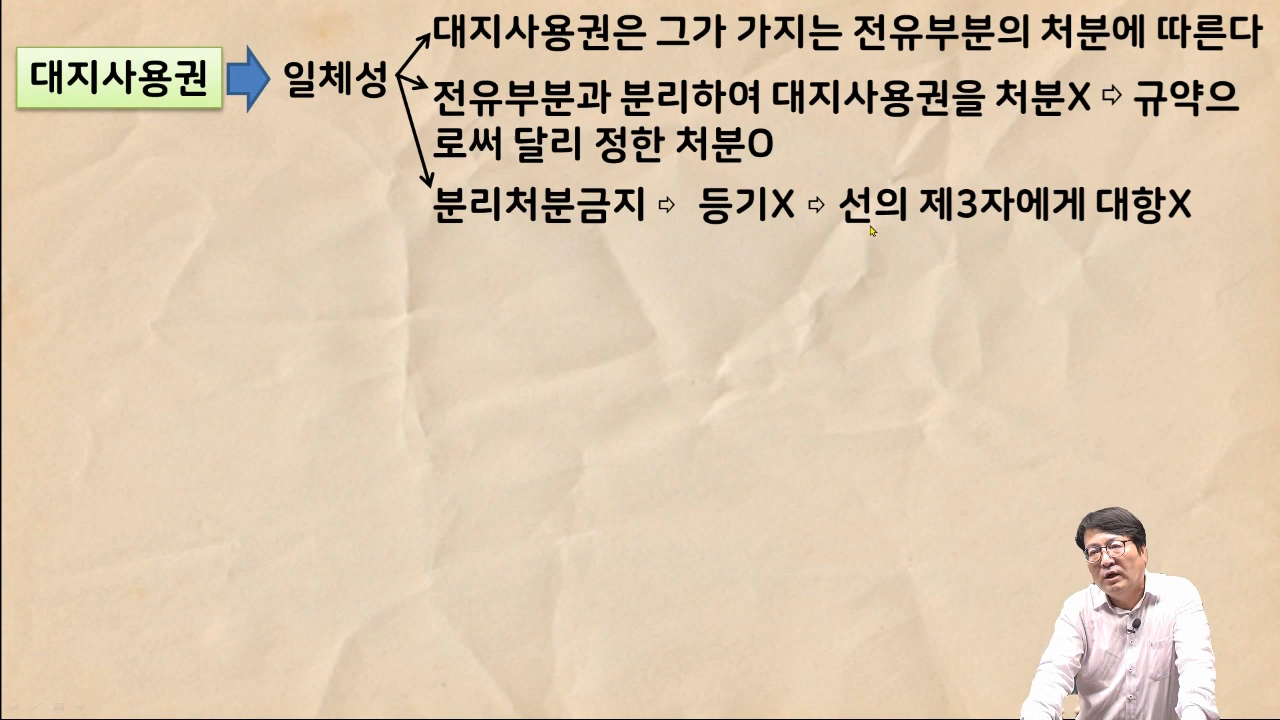 대지사용권
일체성
대지사용권은 그가 가지는 전유부분의 처분에 따른다
전유부분과 분리하여 대지사용권을 처분X ⇨ 규약으
로써 달리 정한 처분O
분리처분금지 ⇨ 등기X ⇨ 선의 제3자에게 대항X